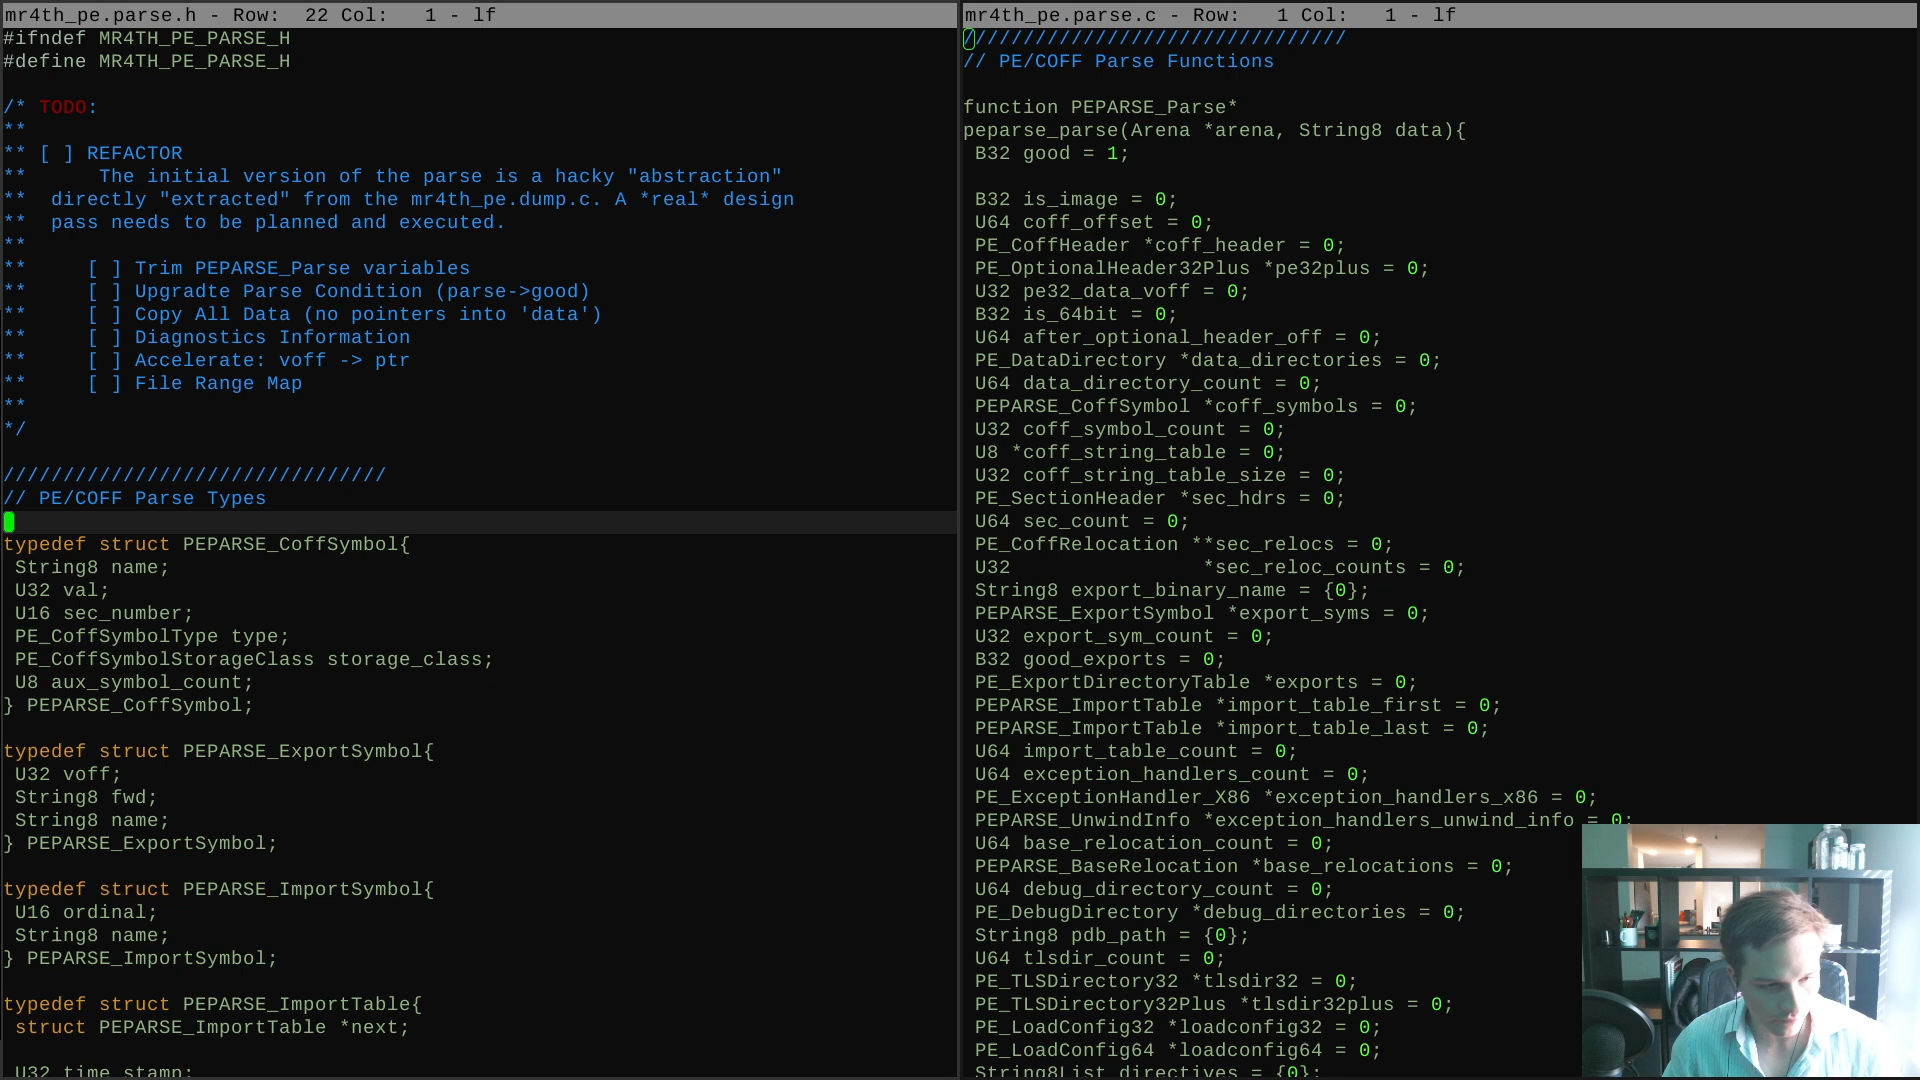 mr4th_pe.parse.h - Row:  22 Col:   1 - lf
#ifndef MR4TH_PE_PARSE_H
#define MR4TH_PE_PARSE_H
/* TODO:
**
** [ ] REFACTOR
**      The initial version of the parse is a hacky "abstraction"
**  directly "extracted" from the mr4th_pe.dump.c. A *real* design
**  pass needs to be planned and executed.
**
**     [ ] Trim PEPARSE_Parse variables
**     [ ] Upgradte Parse Condition (parse->good)
**     [ ] Copy All Data (no pointers into 'data')
**     [ ] Diagnostics Information
**     [ ] Accelerate: voff -> ptr
**     [ ] File Range Map
**
*/
////////////////////////////////
// PE/COFF Parse Types
typedef struct PEPARSE_CoffSymbol{
 String8 name;
 U32 val;
 U16 sec_number;
 PE_CoffSymbolType type;
 PE_CoffSymbolStorageClass storage_class;
 U8 aux_symbol_count;
} PEPARSE_CoffSymbol;
typedef struct PEPARSE_ExportSymbol{
 U32 voff;
 String8 fwd;
 String8 name;
} PEPARSE_ExportSymbol;
typedef struct PEPARSE_ImportSymbol{
 U16 ordinal;
 String8 name;
} PEPARSE_ImportSymbol;
typedef struct PEPARSE_ImportTable{
 struct PEPARSE_ImportTable *next;
 U32 time_stamp;
mr4th_pe.parse.c - Row:   1 Col:   1 - lf
////////////////////////////////
// PE/COFF Parse Functions
function PEPARSE_Parse*
peparse_parse(Arena *arena, String8 data){
 B32 good = 1;
 B32 is_image = 0;
 U64 coff_offset = 0;
 PE_CoffHeader *coff_header = 0;
 PE_OptionalHeader32Plus *pe32plus = 0;
 U32 pe32_data_voff = 0;
 B32 is_64bit = 0;
 U64 after_optional_header_off = 0;
 PE_DataDirectory *data_directories = 0;
 U64 data_directory_count = 0;
 PEPARSE_CoffSymbol *coff_symbols = 0;
 U32 coff_symbol_count = 0;
 U8 *coff_string_table = 0;
 U32 coff_string_table_size = 0;
 PE_SectionHeader *sec_hdrs = 0;
 U64 sec_count = 0;
 PE_CoffRelocation **sec_relocs = 0;
 U32                *sec_reloc_counts = 0;
 String8 export_binary_name = {0};
 PEPARSE_ExportSymbol *export_syms = 0;
 U32 export_sym_count = 0;
 B32 good_exports = 0;
 PE_ExportDirectoryTable *exports = 0;
 PEPARSE_ImportTable *import_table_first = 0;
 PEPARSE_ImportTable *import_table_last = 0;
 U64 import_table_count = 0;
 U64 exception_handlers_count = 0;
 PE_ExceptionHandler_X86 *exception_handlers_x86 = 0;
 PEPARSE_UnwindInfo *exception_handlers_unwind_info = 0;
 U64 base_relocation_count = 0;
 PEPARSE_BaseRelocation *base_relocations = 0;
 U64 debug_directory_count = 0;
 PE_DebugDirectory *debug_directories = 0;
 String8 pdb_path = {0};
 U64 tlsdir_count = 0;
 PE_TLSDirectory32 *tlsdir32 = 0;
 PE_TLSDirectory32Plus *tlsdir32plus = 0;
 PE_LoadConfig32 *loadconfig32 = 0;
 PE_LoadConfig64 *loadconfig64 = 0;
 String8List directives = {0};